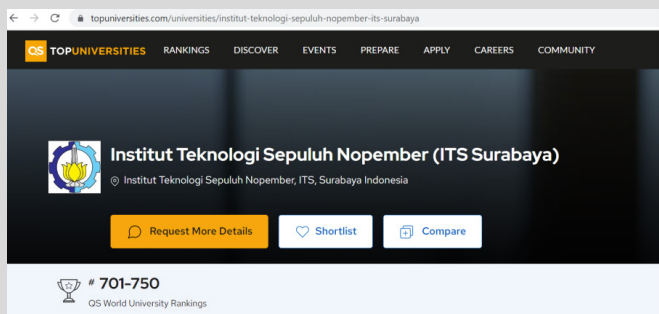 topuniversities.com/universities/institut-teknologi-sepuluh-nopember-its-surabaya
QS TOPUNIVERSITIES RANKINGS DISCOVER EVENTS PREPARE APPLY CAREERS COMMUNITY
Institut Teknologi Sepuluh Nopember (ITS Surabaya)
Institut Teknologi Sepuluh Nopember, ITS, Surabaya Indonesia
Request More Details Shortlist Compare
# 701-750
QS World University Rankings